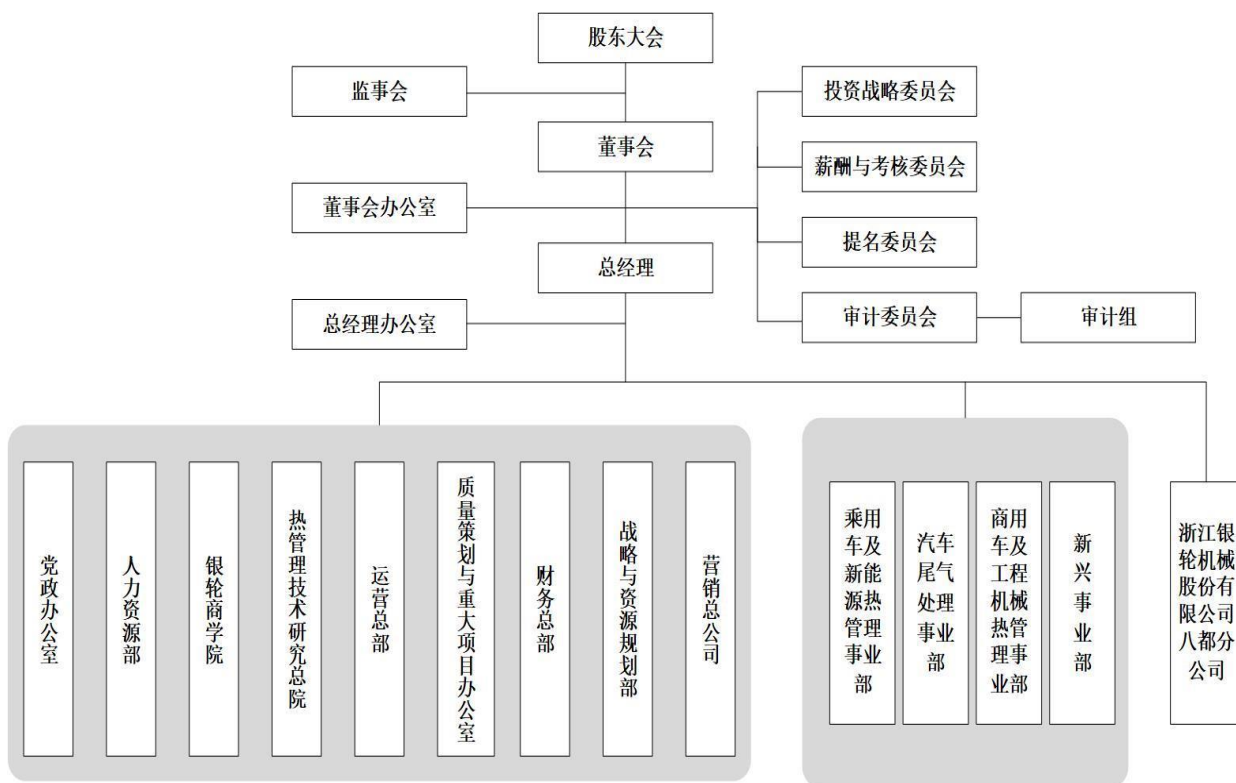 股东大会
监事会
投资战略委员会
董事会
薪酬与考核委员会
董事会办公室
提名委员会
总经理
总经理办公室
审计委员会
审计组
党政办公室
人力资源部
银轮商学院
热管理技术研究总院
运营总部
质量策划与重大项目办公室
财务总部
战略与资源规划部
营销总公司
乘用
车及
新能
源热
管理
事业
部
汽车
尾气
处理
事业
部
商用
车及
工程
机械
热管
理事
业部
新兴事业部
浙江银
轮机械
股份有
限公司
八都分
公司